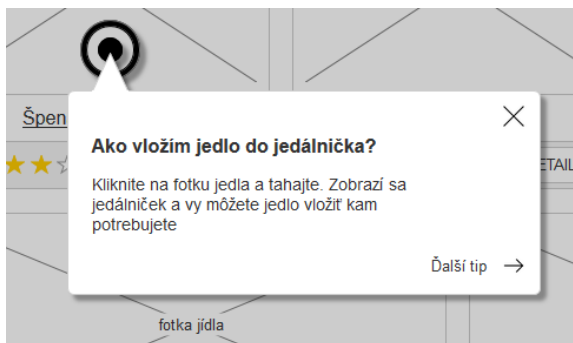 Špen
Ako vložím jedlo do jedálnička?
ETAIL
Kliknite na fotku jedla a tahajte. Zobrazí sa
jedálniček a vy môžete jedlo vložiť kam
potrebujete
Ďalší tip
fotka jídla